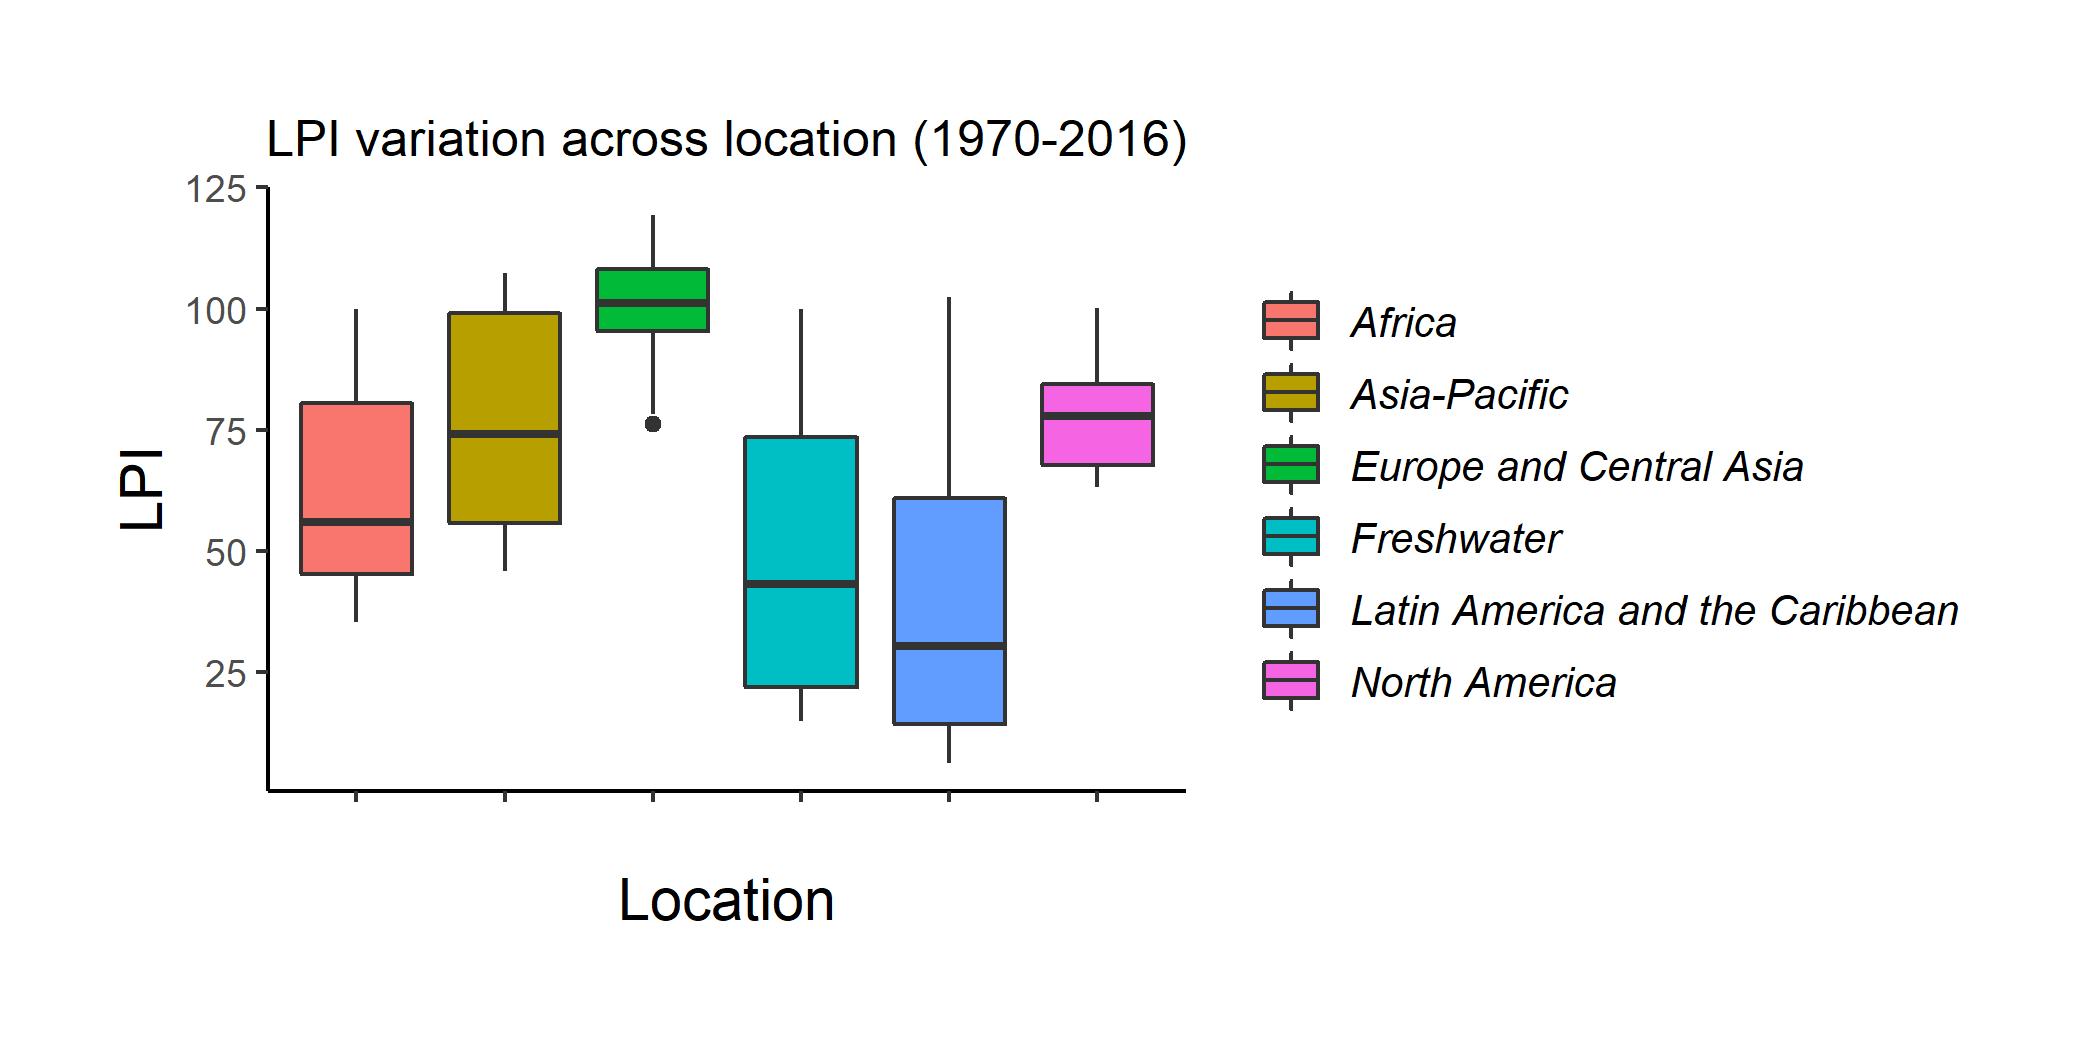 LPI variation across location (1970-2016)
125
100
75
50
25
LPI
Location
Africa
Asia-Pacific
Europe and Central Asia
Freshwater
Latin America and the Caribbean
North America